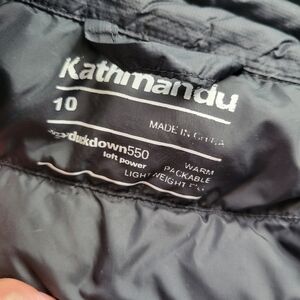 Kathmandu
10
MADE IN CHINA
duckdown550
loft power
WARM
PACKABLE
LIGHTWEIGHT